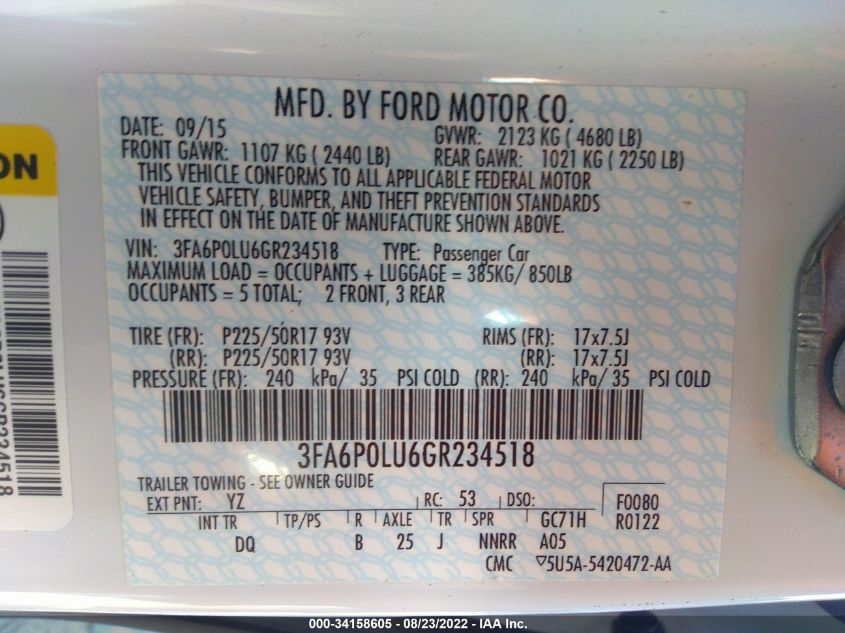 MFD. BY FORD MOTOR CO.
DATE: 09/15 GVWR: 2123 KG ( 4680 LB)
FRONT GAWR: 1107 KG ( 2440 LB) REAR GAWR: 1021 KG ( 2250 LB)
THIS VEHICLE CONFORMS TO ALL APPLICABLE FEDERAL MOTOR
VEHICLE SAFETY, BUMPER, AND THEFT PREVENTION STANDARDS
IN EFFECT ON THE DATE OF MANUFACTURE SHOWN ABOVE.
VIN: 3FA6P0LU6GR234518 TYPE: Passenger Car
MAXIMUM LOAD = OCCUPANTS + LUGGAGE = 385KG/ 850LB
OCCUPANTS = 5 TOTAL; 2 FRONT, 3 REAR
TIRE (FR): P225/50R17 93V RIMS (FR): 17x7.5J
(RR): P225/50R17 93V (RR): 17x7.5J
PRESSURE (FR): 240 kPa/ 35 PSI COLD (RR): 240 kPa/ 35 PSI COLD
3FA6P0LU6GR234518
TRAILER TOWING - SEE OWNER GUIDE
EXT PNT: YZ RC: 53 DSO: F0080
INT TR TP/PS R AXLE TR SPR GC71H R0122
DQ B 25 J NNRR A05
CMC ▽5U5A-5420472-AA
ON
000-34158605 - 08/23/2022 - IAA Inc.